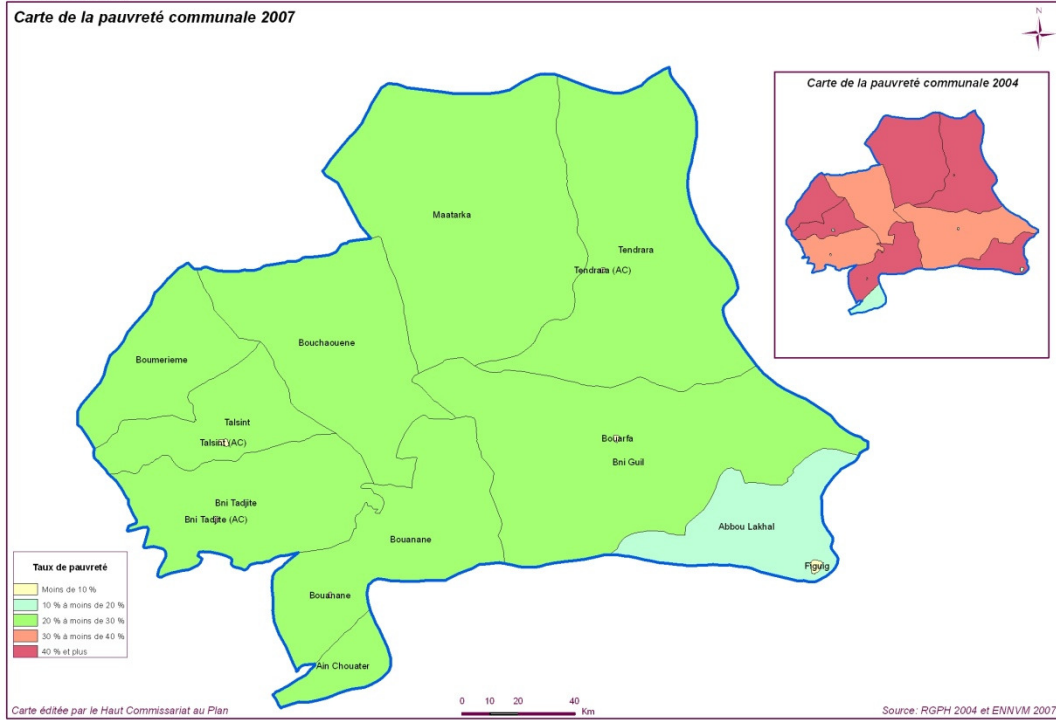 Carte de la pauvreté communale 2007
N
Carte de la pauvreté communale 2004
Maatarka
Tendrara
Tendrara (AC)
Bouchaouene
Boumerieme
Talsint
Talsint (AC)
Bouarfa
Bni Guil
Bni Tadjite
Bni Tadjite (AC)
Abbou Lakhal
Bouanane
Figuig
Bouanane
Ain Chouater
Taux de pauvreté
Moins de 10 %
10 % à moins de 20 %
20 % à moins de 30 %
30 % à moins de 40 %
40 % et plus
0 10 20 40
Km
Carte éditée par le Haut Commissariat au Plan
Source: RGPH 2004 et ENNVM 2007